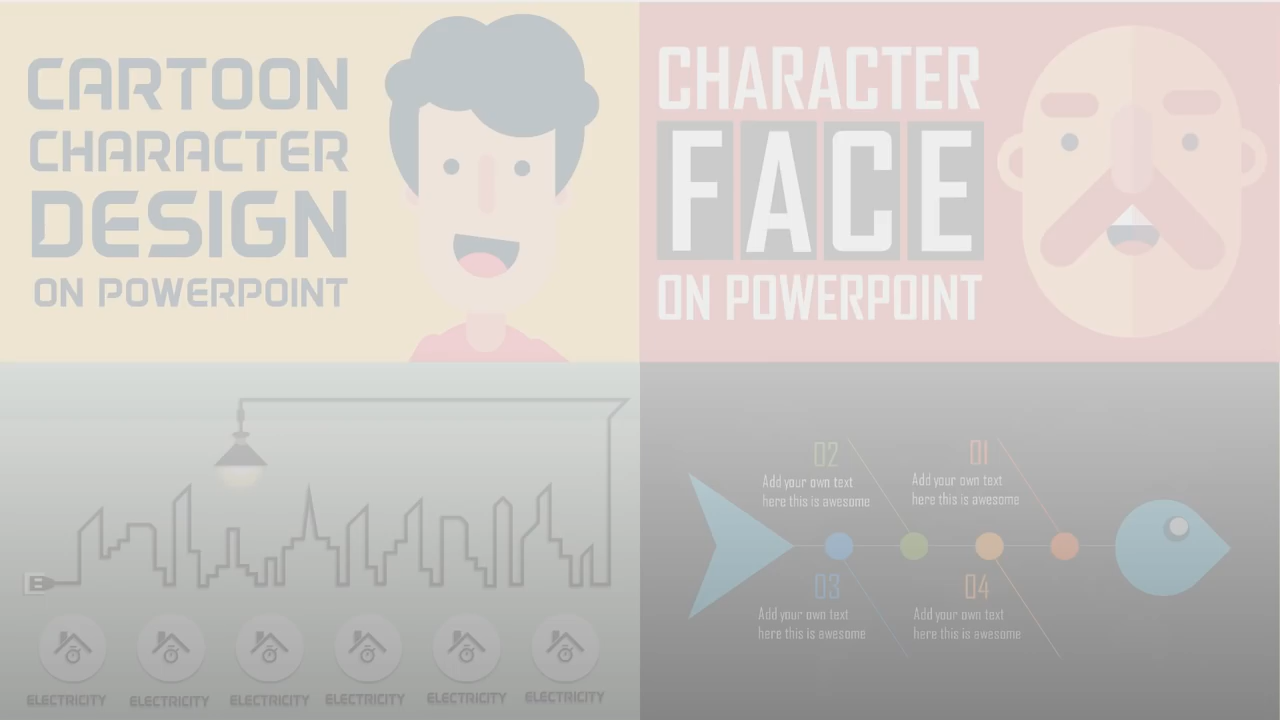 CARTOON
CHARACTER
DESIGN
ON POWERPOINT
CHARACTER
FACE
ON POWERPOINT
ELECTRICITY
ELECTRICITY
ELECTRICITY
ELECTRICITY
ELECTRICITY
ELECTRICITY
02
Add your own text
here this is awesome
01
Add your own text
here this is awesome
03
Add your own text
here this is awesome
04
Add your own text
here this is awesome